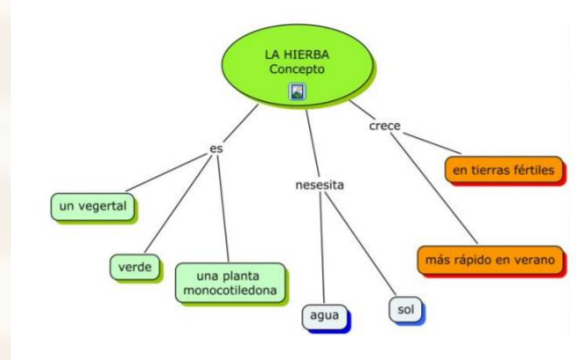 LA HIERBA
Concepto
es
nesesita
crece
un vegertal
verde
una planta
monocotiledona
agua
sol
en tierras fértiles
más rápido en verano